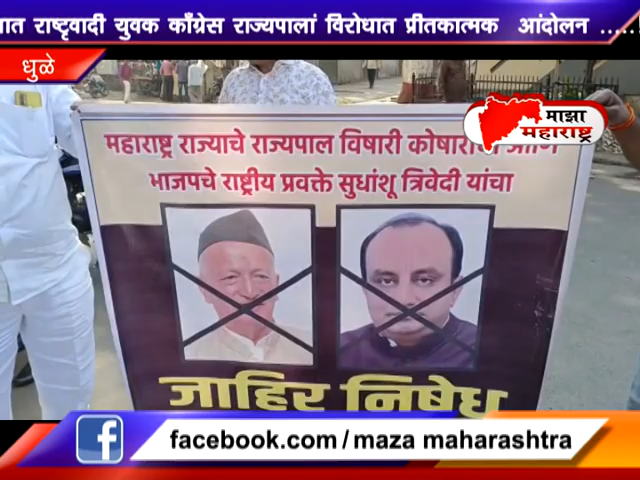 राष्ट्रवादी युवक काँग्रेस राज्यपालां विरोधात प्रीतकात्मक आंदोलन .....!
धुळे
माझा
महाराष्ट्र
महाराष्ट्र राज्याचे राज्यपाल विषारी
भाजपचे राष्ट्रीय प्रवक्ते सुधांशू त्रिवेदी यांचा
जाहिर निषेध
facebook.com/maza maharashtra